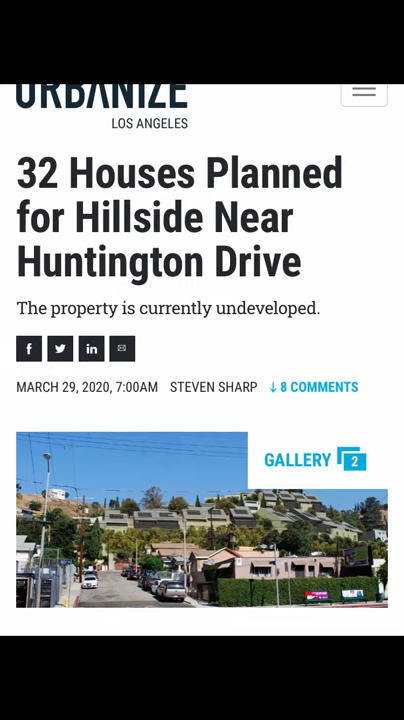 URBANIZE
LOS ANGELES
32 Houses Planned
for Hillside Near
Huntington Drive
The property is currently undeveloped.
MARCH 29, 2020, 7:00AM STEVEN SHARP ↓ 8 COMMENTS
GALLERY 2